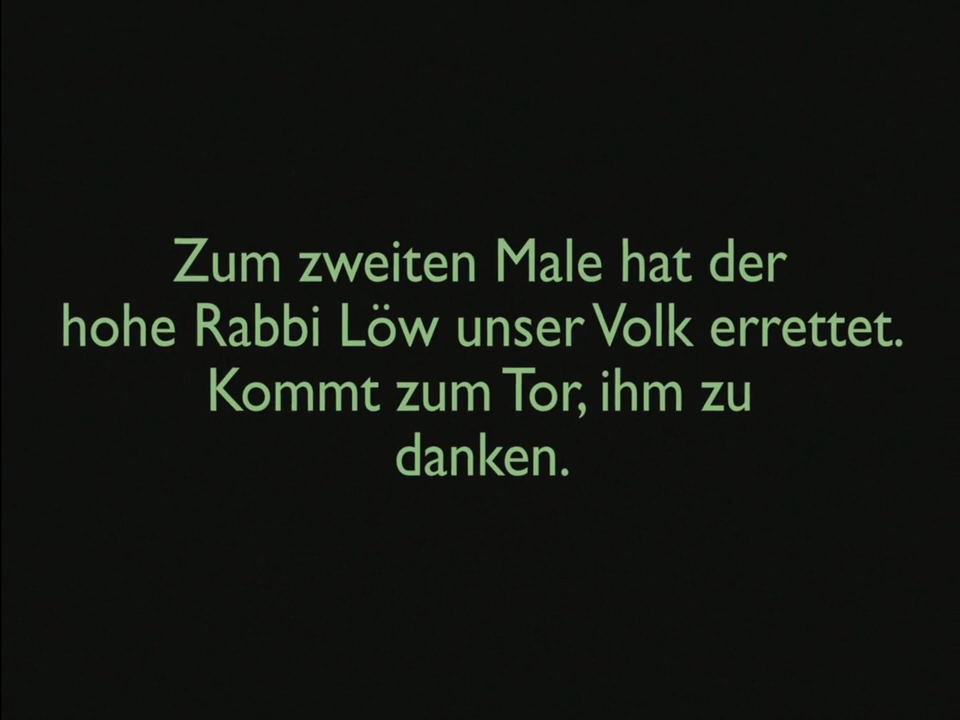 Zum zweiten Male hat der
hohe Rabbi Löw unser Volk errettet.
Kommt zum Tor, ihm zu
danken.